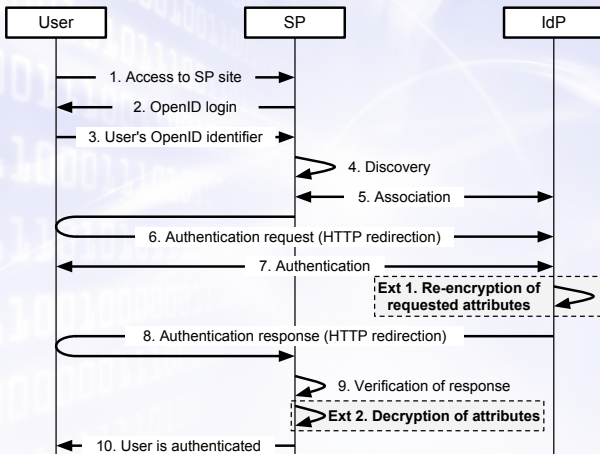 User
SP
IdP
1. Access to SP site
2. OpenID login
3. User's OpenID identifier
4. Discovery
5. Association
6. Authentication request (HTTP redirection)
7. Authentication
Ext 1. Re-encryption of
requested attributes
8. Authentication response (HTTP redirection)
9. Verification of response
Ext 2. Decryption of attributes
10. User is authenticated